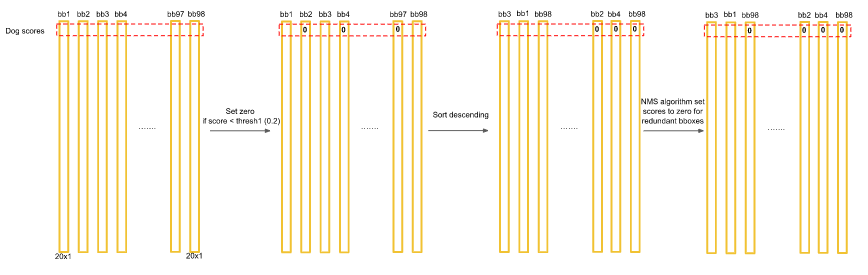 bb1 bb2 bb3 bb4 bb97 bb98
bb1 bb2 bb3 bb4 bb97 bb98
bb3 bb1 bb98 bb2 bb4 bb98
bb3 bb1 bb98 bb2 bb4 bb98
Dog scores
0 0 0
0 0 0
0 0 0 0
Set zero
if score < thresh1 (0.2)
Sort descending
NMS algorithm set
scores to zero for
redundant bboxes
....... ....... ....... .......
20x1 20x1